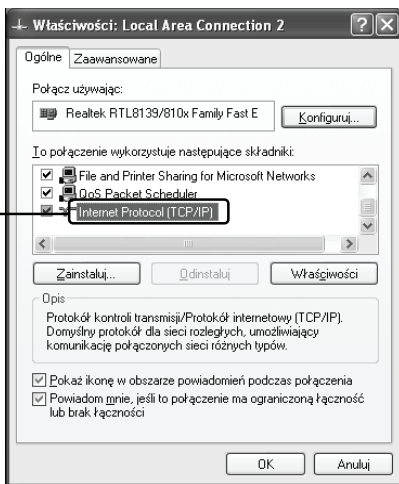 Właściwości: Local Area Connection 2
Ogólne Zaawansowane
Połącz używając:
Realtek RTL8139/810x Family Fast E
Konfiguruj...
To połączenie wykorzystuje następujące składniki:
File and Printer Sharing for Microsoft Networks
QoS Packet Scheduler
Internet Protocol (TCP/IP)
Zainstaluj... Odinstaluj Właściwości
Opis
Protokół kontroli transmisji/Protokół internetowy (TCP/IP).
Domyślny protokół dla sieci rozległych, umożliwiający
komunikację połączonych sieci różnych typów.
Pokaż ikonę w obszarze powiadomień podczas połączenia
Powiadom mnie, jeśli to połączenie ma ograniczoną łączność
lub brak łączności
OK Anuluj